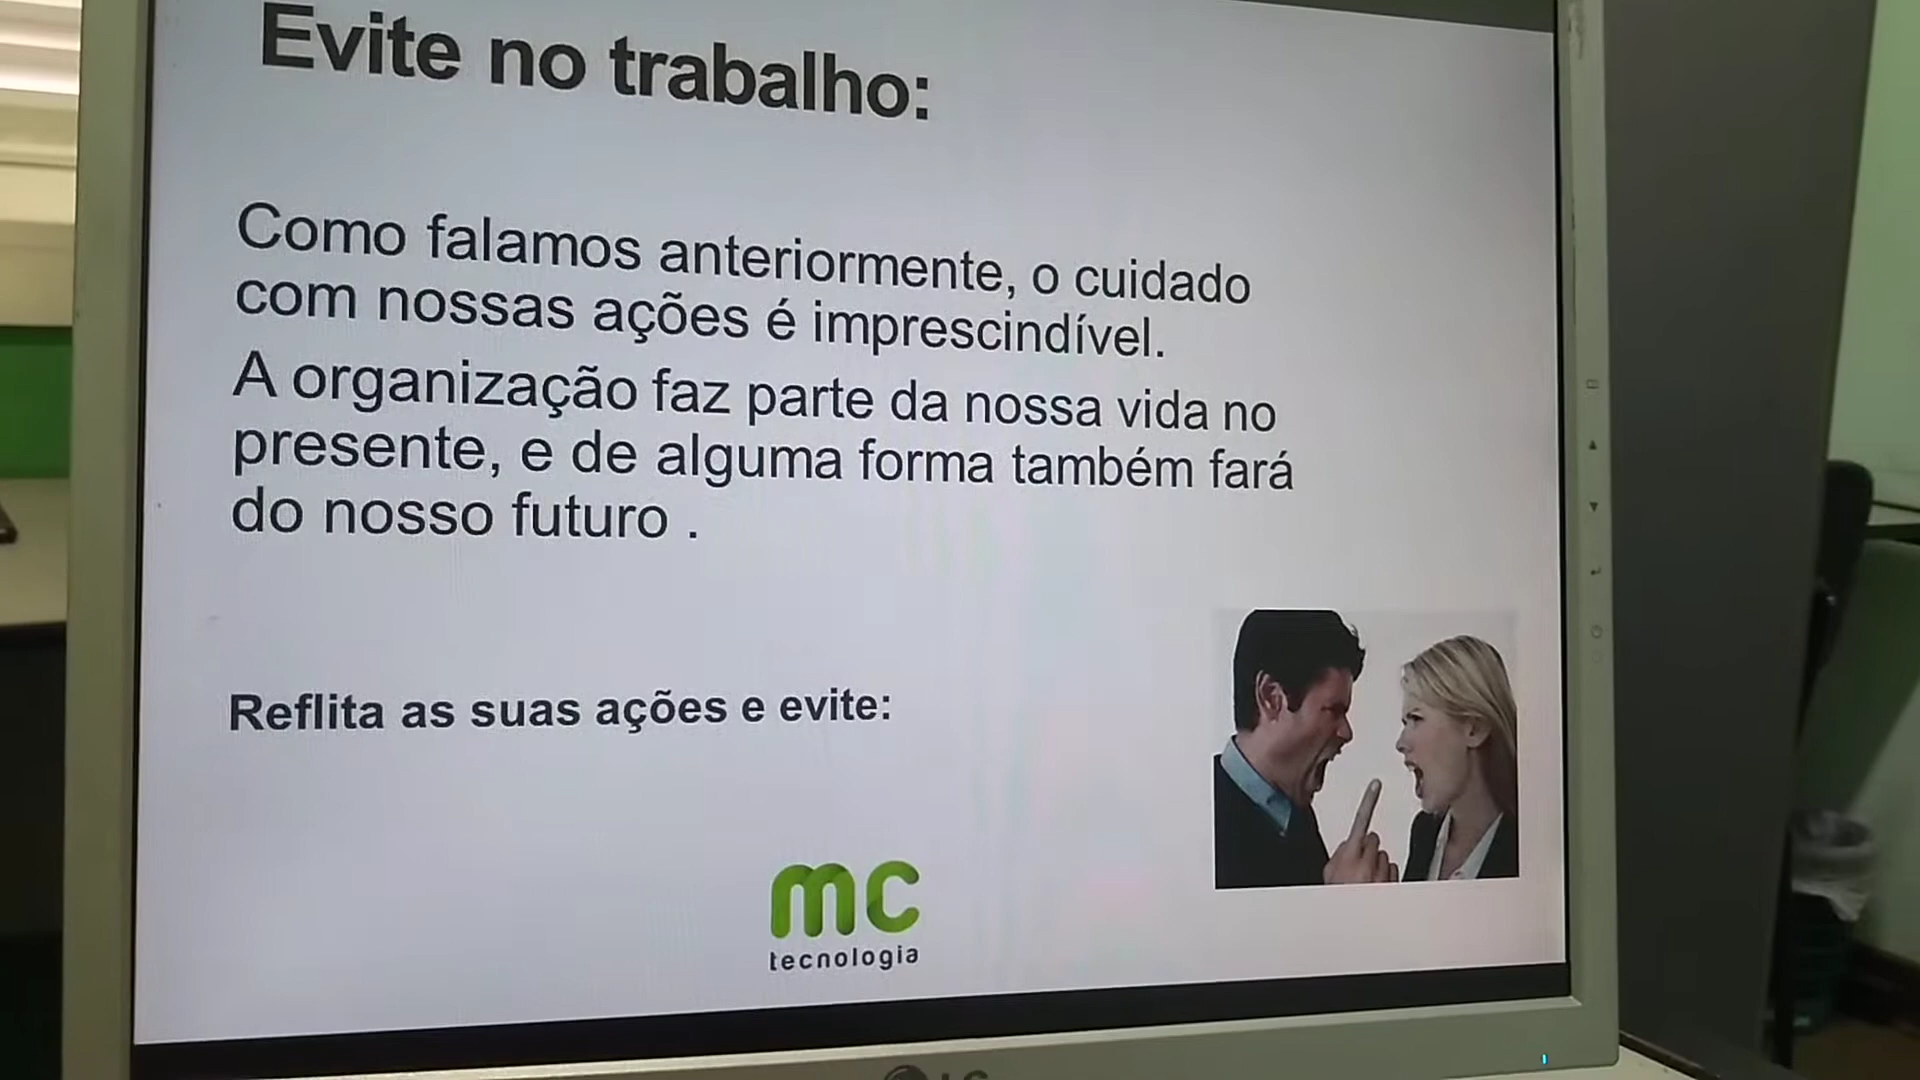 Evite no trabalho:
Como falamos anteriormente, o cuidado
com nossas ações é imprescindível.
A organização faz parte da nossa vida no
presente, e de alguma forma também fará
do nosso futuro .
Reflita as suas ações e evite:
mc
tecnologia
LG